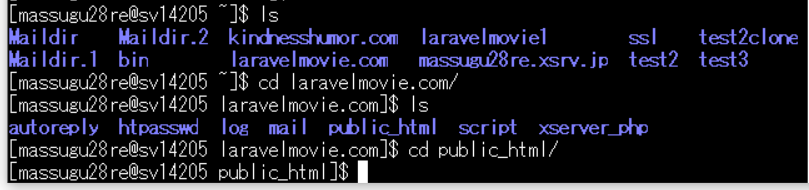 [massugu28re@sv14205 ~]$ ls
Maildir Maildir.2 kindnesshumor.com laravelmovie1 ssl test2clone
Maildir.1 bin laravelmovie.com massugu28re.xsrv.jp test2 test3
[massugu28re@sv14205 ~]$ cd laravelmovie.com/
[massugu28re@sv14205 laravelmovie.com]$ ls
autoreply htpasswd log mail public_html script xserver_php
[massugu28re@sv14205 laravelmovie.com]$ cd public_html/
[massugu28re@sv14205 public_html]$